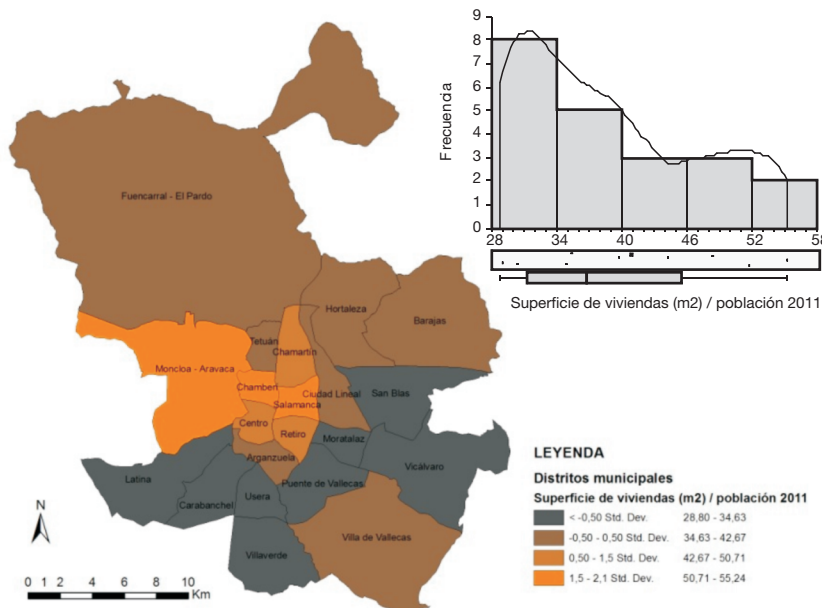 9
8
7
6
5
4
3
2
1
0
Frecuencia
28 34 40 46 52 58
Superficie de viviendas (m2) / población 2011
Fuencarral - El Pardo
Hortaleza
Barajas
Tetuán
Chamartín
Moncloa - Aravaca
Chamberí
Ciudad Lineal
San Blas
Salamanca
Centro
Retiro
Moratalaz
Arganzuela
Vicálvaro
Latina
Puente de Vallecas
Usera
Carabanchel
Villa de Vallecas
Villaverde
N
0 1 2 4 6 8 10
Km
LEYENDA
Distritos municipales
Superficie de viviendas (m2) / población 2011
< -0,50 Std. Dev. 28,80 - 34,63
-0,50 - 0,50 Std. Dev. 34,63 - 42,67
0,50 - 1,5 Std. Dev. 42,67 - 50,71
1,5 - 2,1 Std. Dev. 50,71 - 55,24